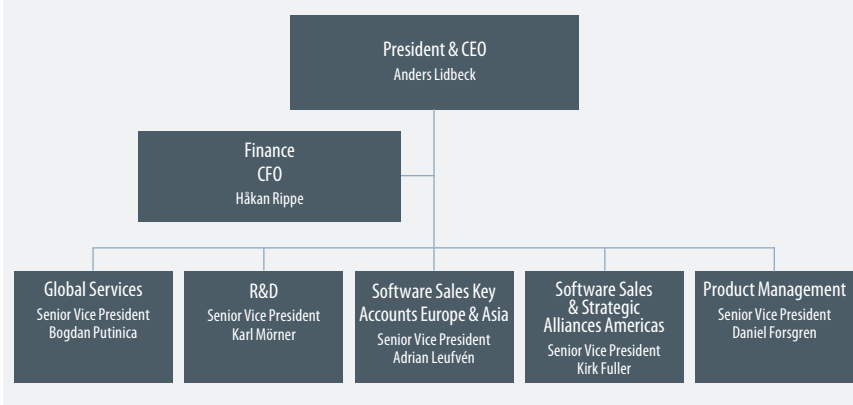 President & CEO
Anders Lidbeck
Finance
CFO
Håkan Rippe
Global Services
Senior Vice President
Bogdan Putinica
R&D
Senior Vice President
Karl Mörner
Software Sales Key
Accounts Europe & Asia
Senior Vice President
Adrian Leufvén
Software Sales
& Strategic
Alliances Americas
Senior Vice President
Kirk Fuller
Product Management
Senior Vice President
Daniel Forsgren